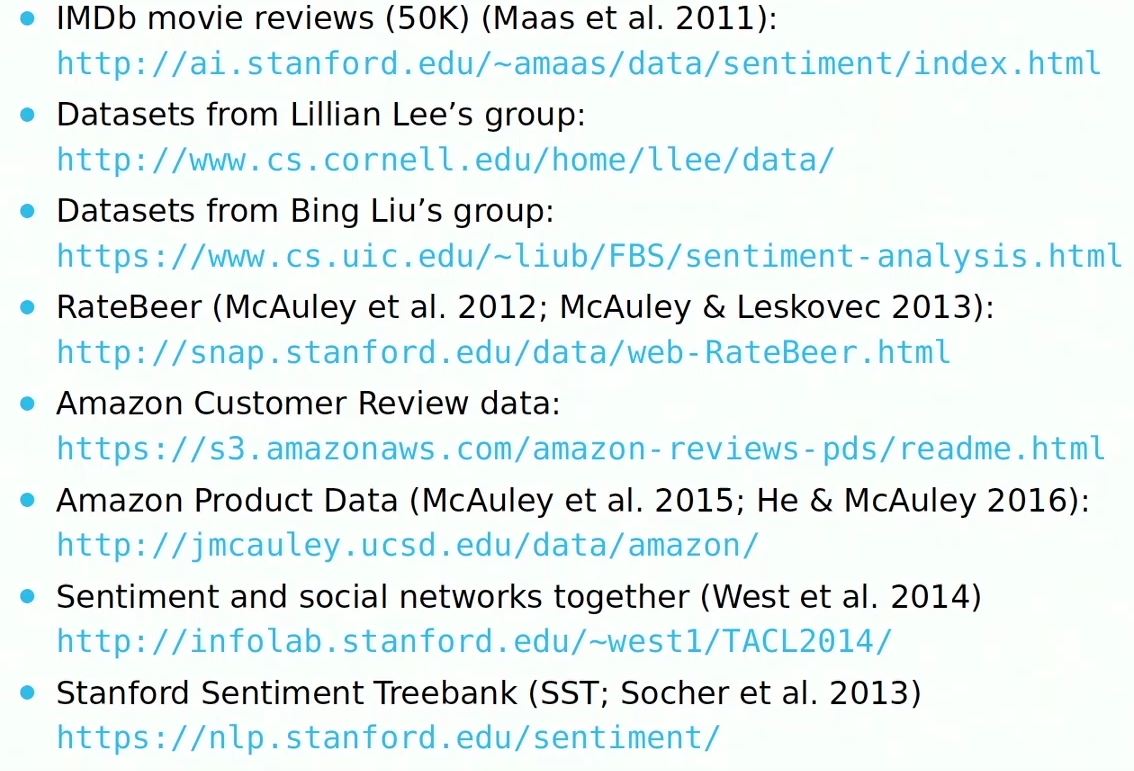 IMDb movie reviews (50K) (Maas et al. 2011):
http://ai.stanford.edu/~amaas/data/sentiment/index.html
Datasets from Lillian Lee’s group:
http://www.cs.cornell.edu/home/llee/data/
Datasets from Bing Liu’s group:
https://www.cs.uic.edu/~liub/FBS/sentiment-analysis.html
RateBeer (McAuley et al. 2012; McAuley & Leskovec 2013):
http://snap.stanford.edu/data/web-RateBeer.html
Amazon Customer Review data:
https://s3.amazonaws.com/amazon-reviews-pds/readme.html
Amazon Product Data (McAuley et al. 2015; He & McAuley 2016):
http://jmcauley.ucsd.edu/data/amazon/
Sentiment and social networks together (West et al. 2014)
http://infolab.stanford.edu/~west1/TACL2014/
Stanford Sentiment Treebank (SST; Socher et al. 2013)
https://nlp.stanford.edu/sentiment/